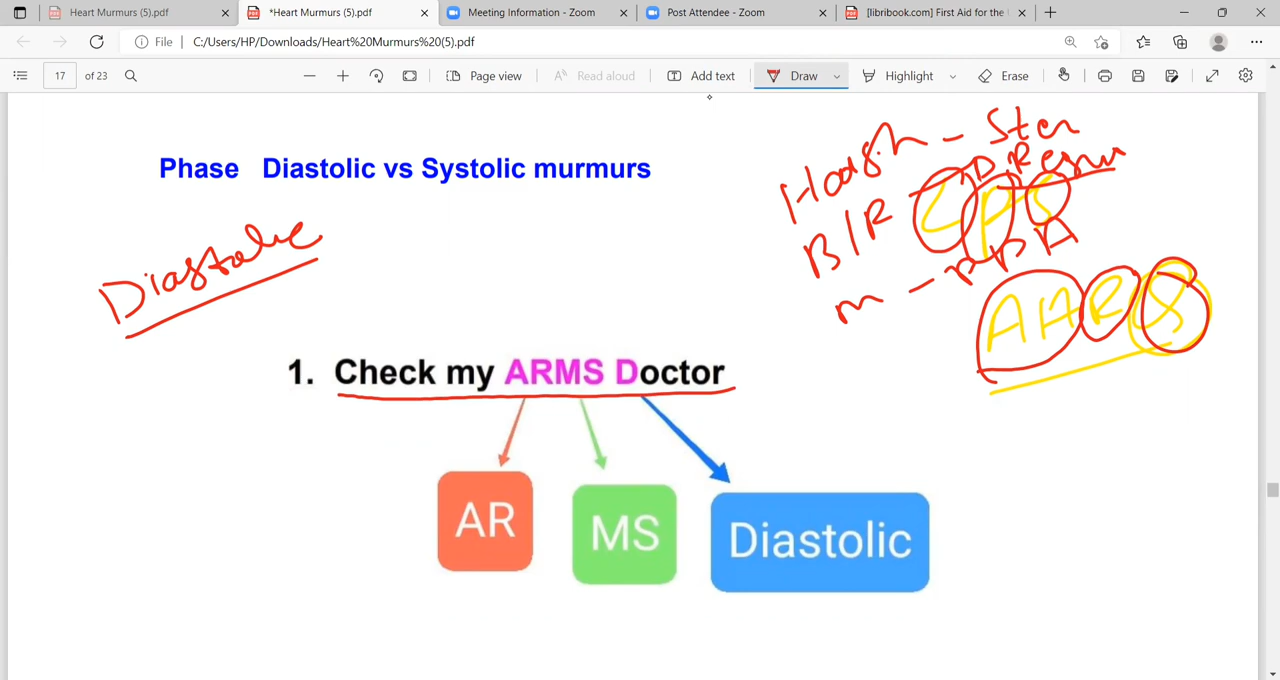 Heart Murmurs (5).pdf
*Heart Murmurs (5).pdf
Meeting Information - Zoom
Post Attendee - Zoom
[libribook.com] First Aid for the
File
C:/Users/HP/Downloads/Heart%20Murmurs%20(5).pdf
17 of 23
Page view
Read aloud
Add text
Draw
Highlight
Erase
Phase Diastolic vs Systolic murmurs
Diastolic
Harsh - Sten
B/R
m -
1. Check my ARMS Doctor
AR
MS
Diastolic